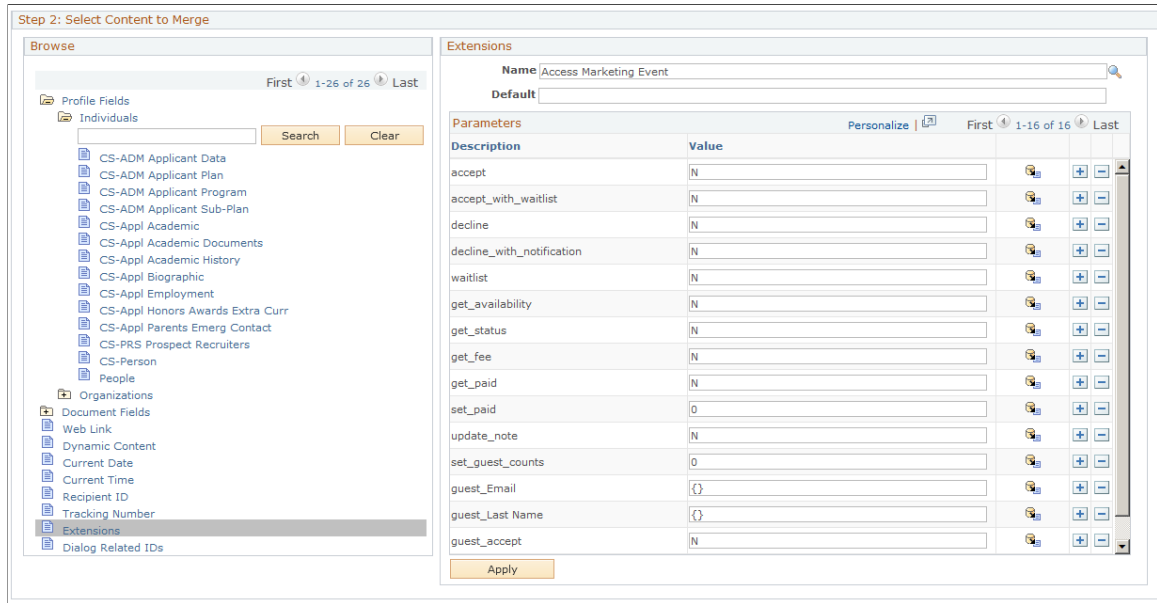 Step 2: Select Content to Merge
Browse
First 1-26 of 26 Last
Profile Fields
Individuals
Search Clear
CS-ADM Applicant Data
CS-ADM Applicant Plan
CS-ADM Applicant Program
CS-ADM Applicant Sub-Plan
CS-Appl Academic
CS-Appl Academic Documents
CS-Appl Academic History
CS-Appl Biographic
CS-Appl Employment
CS-Appl Honors Awards Extra Curr
CS-Appl Parents Emerg Contact
CS-PRS Prospect Recruiters
CS-Person
People
Organizations
Document Fields
Web Link
Dynamic Content
Current Date
Current Time
Recipient ID
Tracking Number
Extensions
Dialog Related IDs
Extensions
Name Access Marketing Event
Default
Parameters Personalize | First 1-16 of 16 Last
Description Value
accept N
accept_with_waitlist N
decline N
decline_with_notification N
waitlist N
get_availability N
get_status N
get_fee N
get_paid N
set_paid 0
update_note N
set_guest_counts 0
guest_Email {}
guest_Last Name {}
guest_accept N
Apply